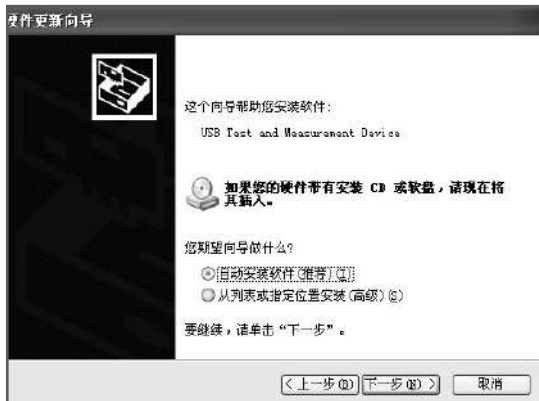 硬件更新向导
这个向导帮助您安装软件:
USB Test and Measurement Device
如果您的硬件带有安装 CD 或软盘，请现在将
其插入。
您期望向导做什么?
自动安装软件(推荐)(I)
从列表或指定位置安装(高级)(S)
要继续，请单击“下一步”。
<上一步(B) 下一步(N)> 取消